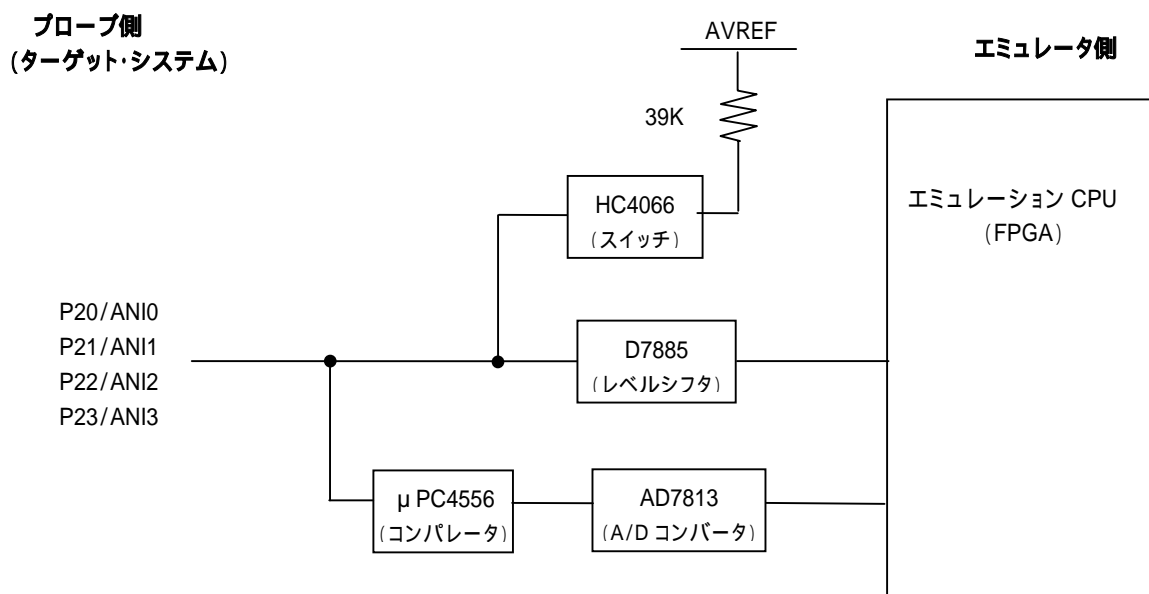 プローブ側
(ターゲット・システム)
AVREF
エミュレータ側
39K
HC4066
(スイッチ)
エミュレーション CPU
(FPGA)
P20/ANI0
P21/ANI1
P22/ANI2
P23/ANI3
D7885
(レベルシフタ)
μ PC4556
(コンパレータ)
AD7813
(A/D コンバータ)